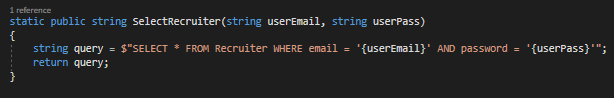 1 reference
static public string SelectRecruiter(string userEmail, string userPass)
{
string query = $"SELECT * FROM Recruiter WHERE email = '{userEmail}' AND password = '{userPass}'";
return query;
}